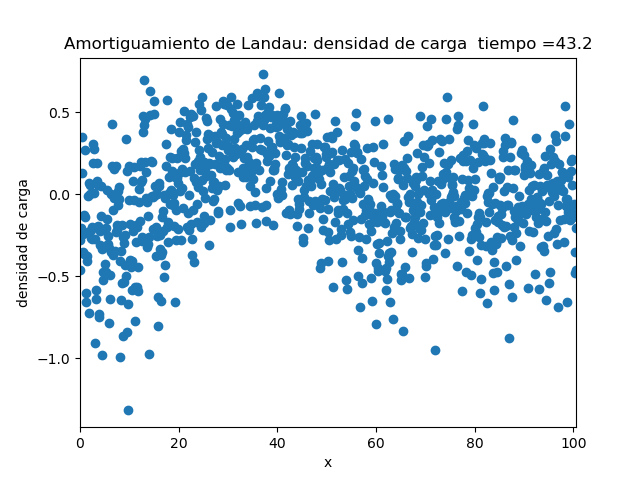 Amortiguamiento de Landau: densidad de carga  tiempo =43.2
0.5
0.0
−0.5
−1.0
densidad de carga
0 20 40 60 80 100
x